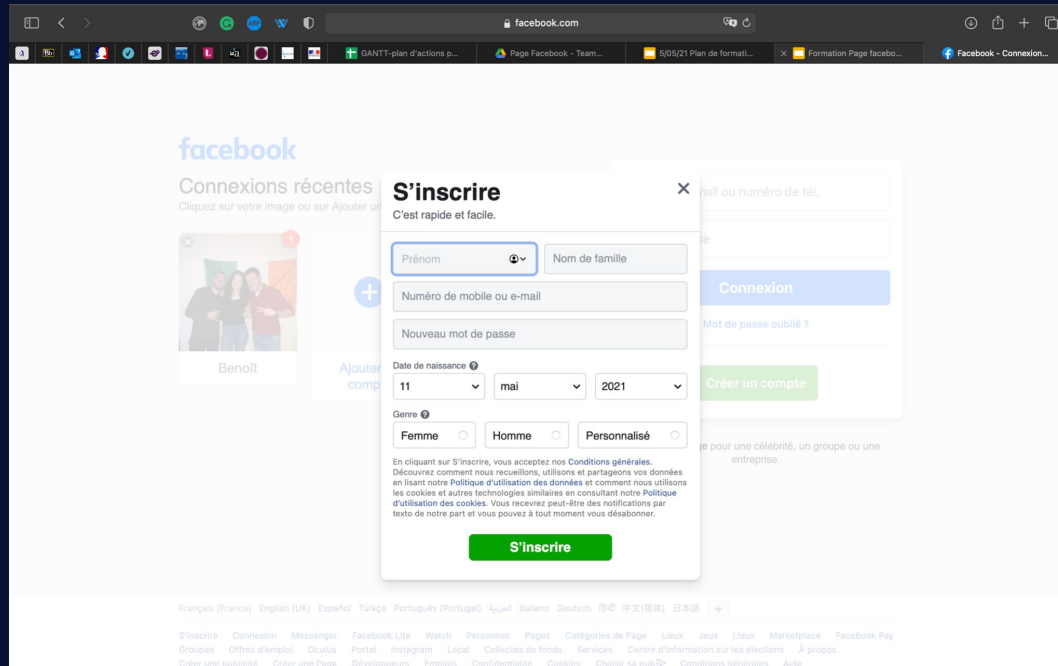 facebook.com
GANTT-plan d'actions p...
Page Facebook - Team...
5/05/21 Plan de formati...
Formation Page facebo...
Facebook - Connexion...
facebook
Connexions récentes
Cliquez sur votre image ou sur Ajouter un
1
Benoît
Ajouter
comp
S'inscrire
C'est rapide et facile.
Prénom
Nom de famille
Numéro de mobile ou e-mail
Nouveau mot de passe
Date de naissance
11 mai 2021
Genre
Femme Homme Personnalisé
En cliquant sur S'inscrire, vous acceptez nos Conditions générales.
Découvrez comment nous recueillons, utilisons et partageons vos données
en lisant notre Politique d'utilisation des données et comment nous utilisons
les cookies et autres technologies similaires en consultant notre Politique
d'utilisation des cookies. Vous recevrez peut-être des notifications par
texto de notre part et vous pouvez à tout moment vous désabonner.
S'inscrire
mail ou numéro de tél.
se
Connexion
Mot de passe oublié ?
Créer un compte
ge pour une célébrité, un groupe ou une
entreprise.
Français (France) English (UK) Español Türkçe Português (Portugal) العربية Italiano Deutsch हिन्दी 中文(简体) 日本語
S'inscrire Connexion Messenger Facebook Lite Watch Personnes Pages Catégories de Page Lieux Jeux Lieux Marketplace Facebook Pay
Groupes Offres d'emploi Oculus Portal Instagram Local Collectes de fonds Services Centre d'information sur les élections À propos
Créer une publicité Créer une Page Développeurs Emplois Confidentialité Cookies Choisir sa pub Conditions générales Aide